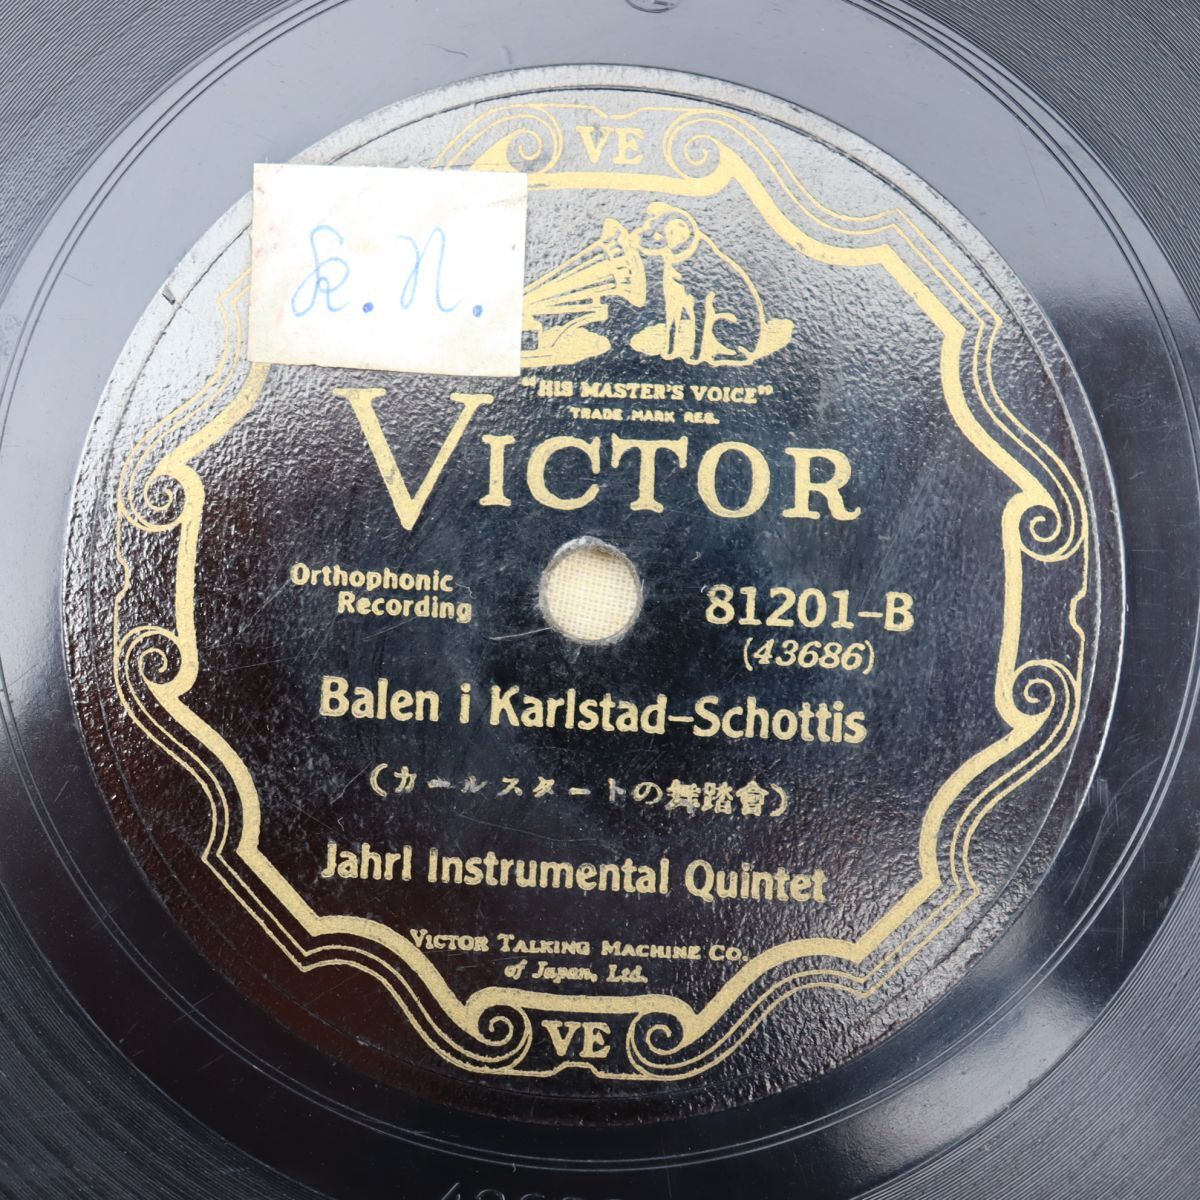 VE
k. n.
"HIS MASTER'S VOICE"
TRADE MARK REG.
VICTOR
Orthophonic
Recording
81201-B
(43686)
Balen i Karlstad-Schottis
(カールスタートの舞踏會)
Jahrl Instrumental Quintet
VICTOR TALKING MACHINE CO.
of Japan, Ltd.
VE